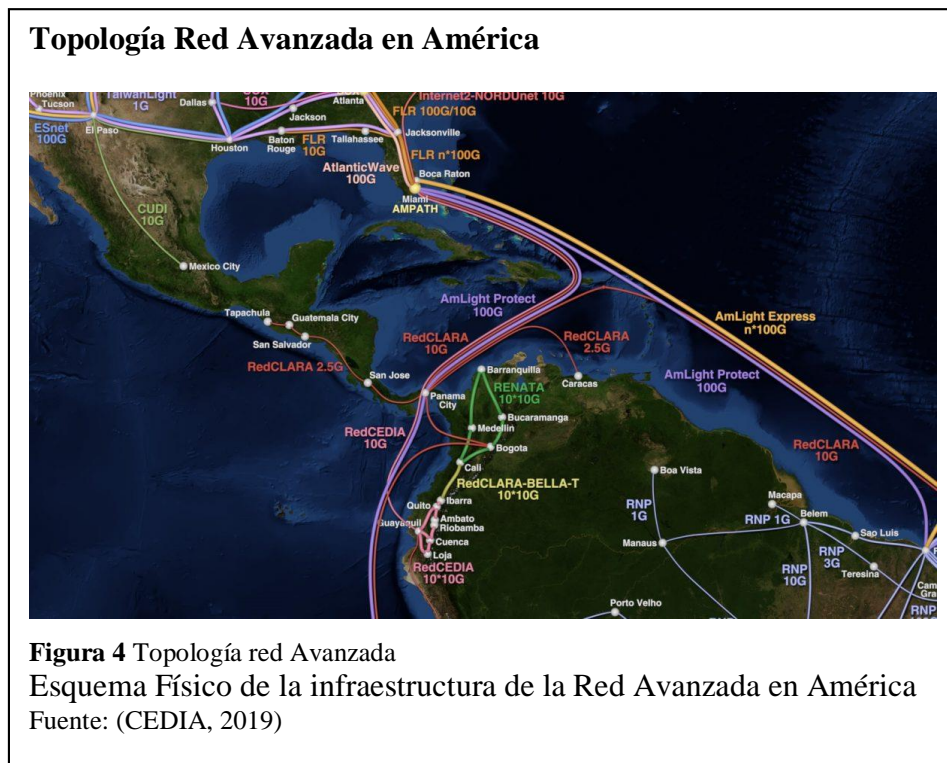 Topología Red Avanzada en América
Phoenix
Tucson
TaiwanLight
1G
Dallas
10G
Jackson
Atlanta
Internet2-NORDUnet 10G
FLR 100G/10G
ESnet
100G
El Paso
Houston
Baton
Rouge
FLR
10G
Tallahassee
Jacksonville
FLR n*100G
AtlanticWave
100G
Boca Raton
Miami
AMPATH
CUDI
10G
Mexico City
AmLight Protect
100G
AmLight Express
n*100G
Tapachula
Guatemala City
San Salvador
RedCLARA
10G
RedCLARA
2.5G
RedCLARA 2.5G
San Jose
Barranquilla
Caracas
AmLight Protect
100G
Panama
City
RENATA
10*10G
Bucaramanga
RedCEDIA
10G
Medellin
Bogota
RedCLARA
10G
Cali
RedCLARA-BELLA-T
10*10G
Boa Vista
Quito
Ibarra
RNP
1G
Macapa
Guayaquil
Ambato
Riobamba
RNP 1G
Belem
Sao Luis
Cuenca
Manaus
Loja
RNP
3G
RedCEDIA
10*10G
RNP
10G
Teresina
Porto Velho
RNP
Figura 4 Topología red Avanzada
Esquema Físico de la infraestructura de la Red Avanzada en América
Fuente: (CEDIA, 2019)